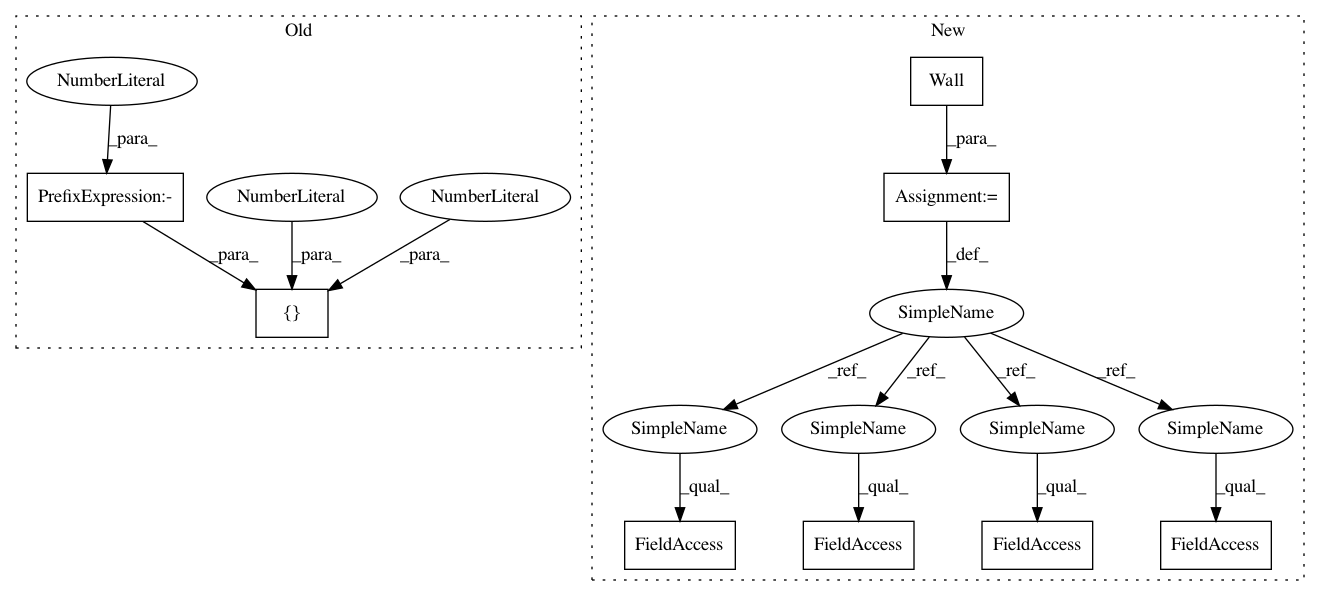 Old
New
NumberLiteral
Wall
_para_
_para_
PrefixExpression:-
NumberLiteral
NumberLiteral
Assignment:=
_para_
_para_
_para_
_def_
{}
SimpleName
_ref_
_ref_
_ref_
_ref_
SimpleName
SimpleName
SimpleName
SimpleName
_qual_
_qual_
_qual_
_qual_
FieldAccess
FieldAccess
FieldAccess
FieldAccess